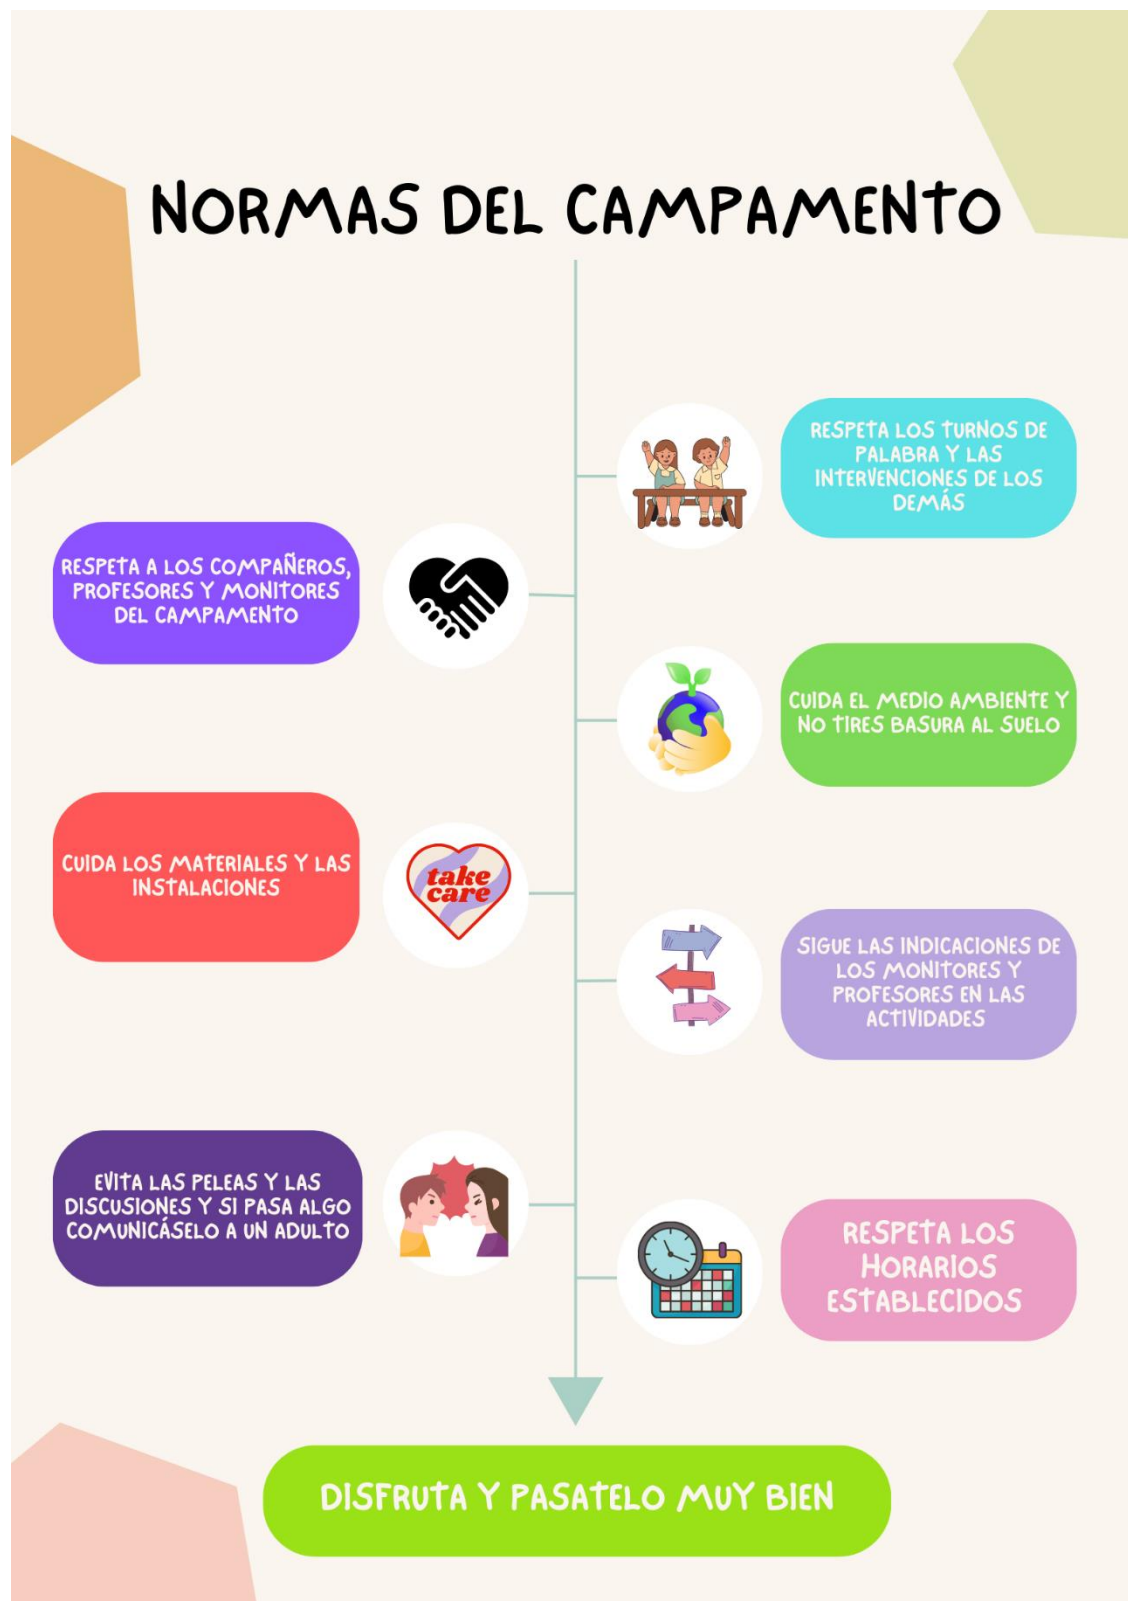 NORMAS DEL CAMPAMENTO
RESPETA LOS TURNOS DE
PALABRA Y LAS
INTERVENCIONES DE LOS
DEMÁS
RESPETA A LOS COMPAÑEROS,
PROFESORES Y MONITORES
DEL CAMPAMENTO
CUIDA EL MEDIO AMBIENTE Y
NO TIRES BASURA AL SUELO
CUIDA LOS MATERIALES Y LAS
INSTALACIONES
take
care
SIGUE LAS INDICACIONES DE
LOS MONITORES Y
PROFESORES EN LAS
ACTIVIDADES
EVITA LAS PELEAS Y LAS
DISCUSIONES Y SI PASA ALGO
COMUNICÁSELO A UN ADULTO
RESPETA LOS
HORARIOS
ESTABLECIDOS
DISFRUTA Y PASATELO MUY BIEN